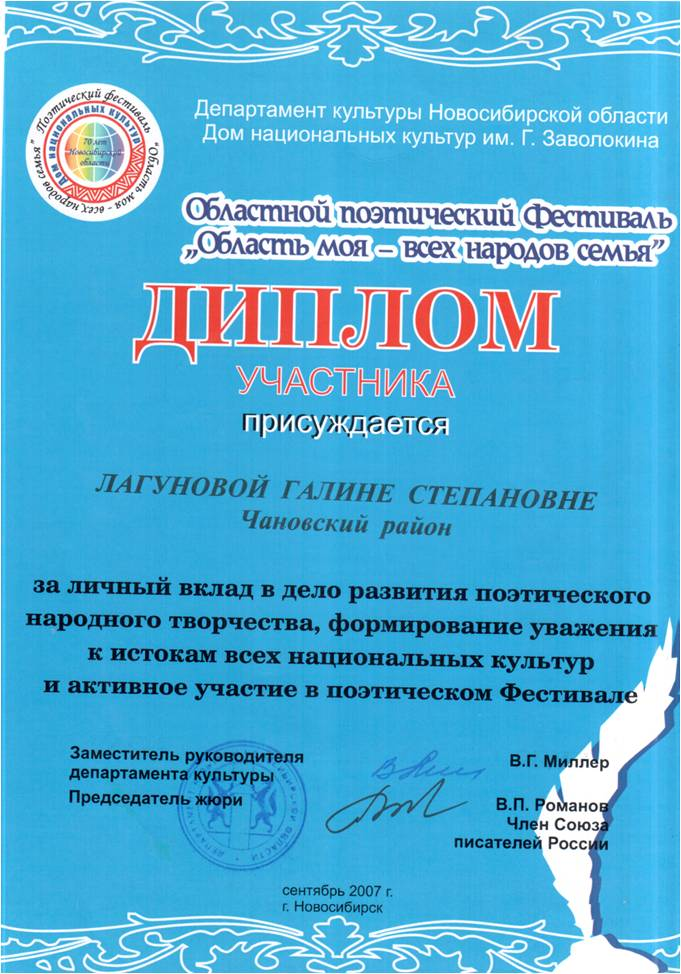 Поэтический фестиваль
"Область моя - всех народов семья"
Дом национальных культур
70 лет
Новосибирской
области
Департамент культуры Новосибирской области
Дом национальных культур им. Г. Заволокина
Областной поэтический Фестиваль
„Область моя – всех народов семья”
ДИПЛОМ
УЧАСТНИКА
присуждается
ЛАГУНОВОЙ ГАЛИНЕ СТЕПАНОВНЕ
Чановский район
за личный вклад в дело развития поэтического
народного творчества, формирование уважения
к истокам всех национальных культур
и активное участие в поэтическом Фестивале
Заместитель руководителя
департамента культуры
В.Г. Миллер
Председатель жюри
В.П. Романов
Член Союза
писателей России
сентябрь 2007 г.
г. Новосибирск